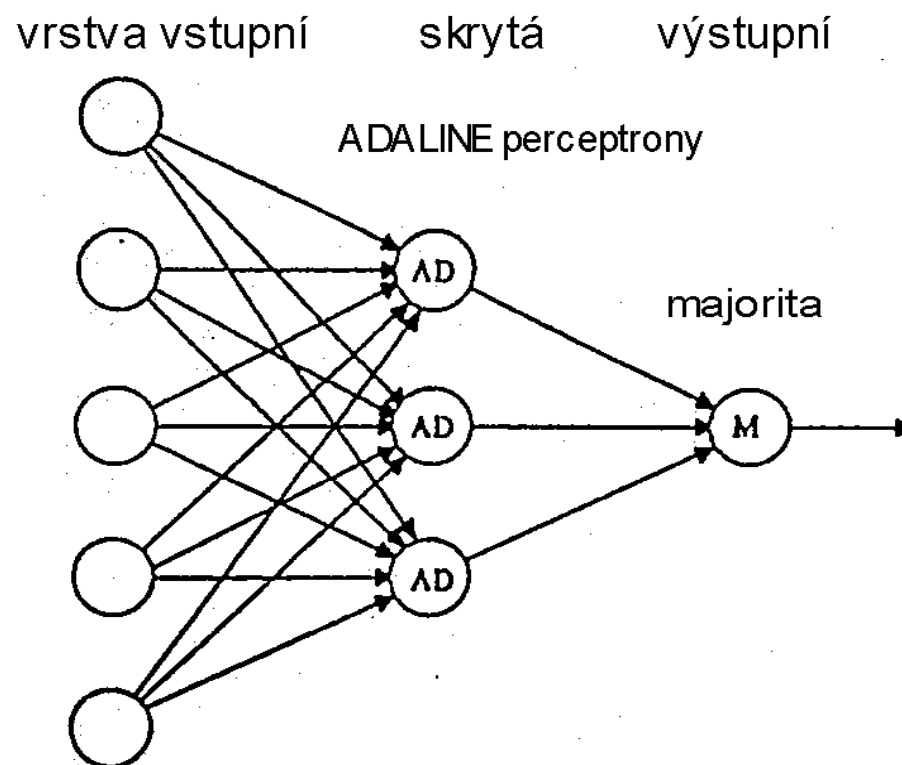 vrstva vstupní skrytá výstupní
ADALINE perceptrony
AD
majorita
AD
M
AD